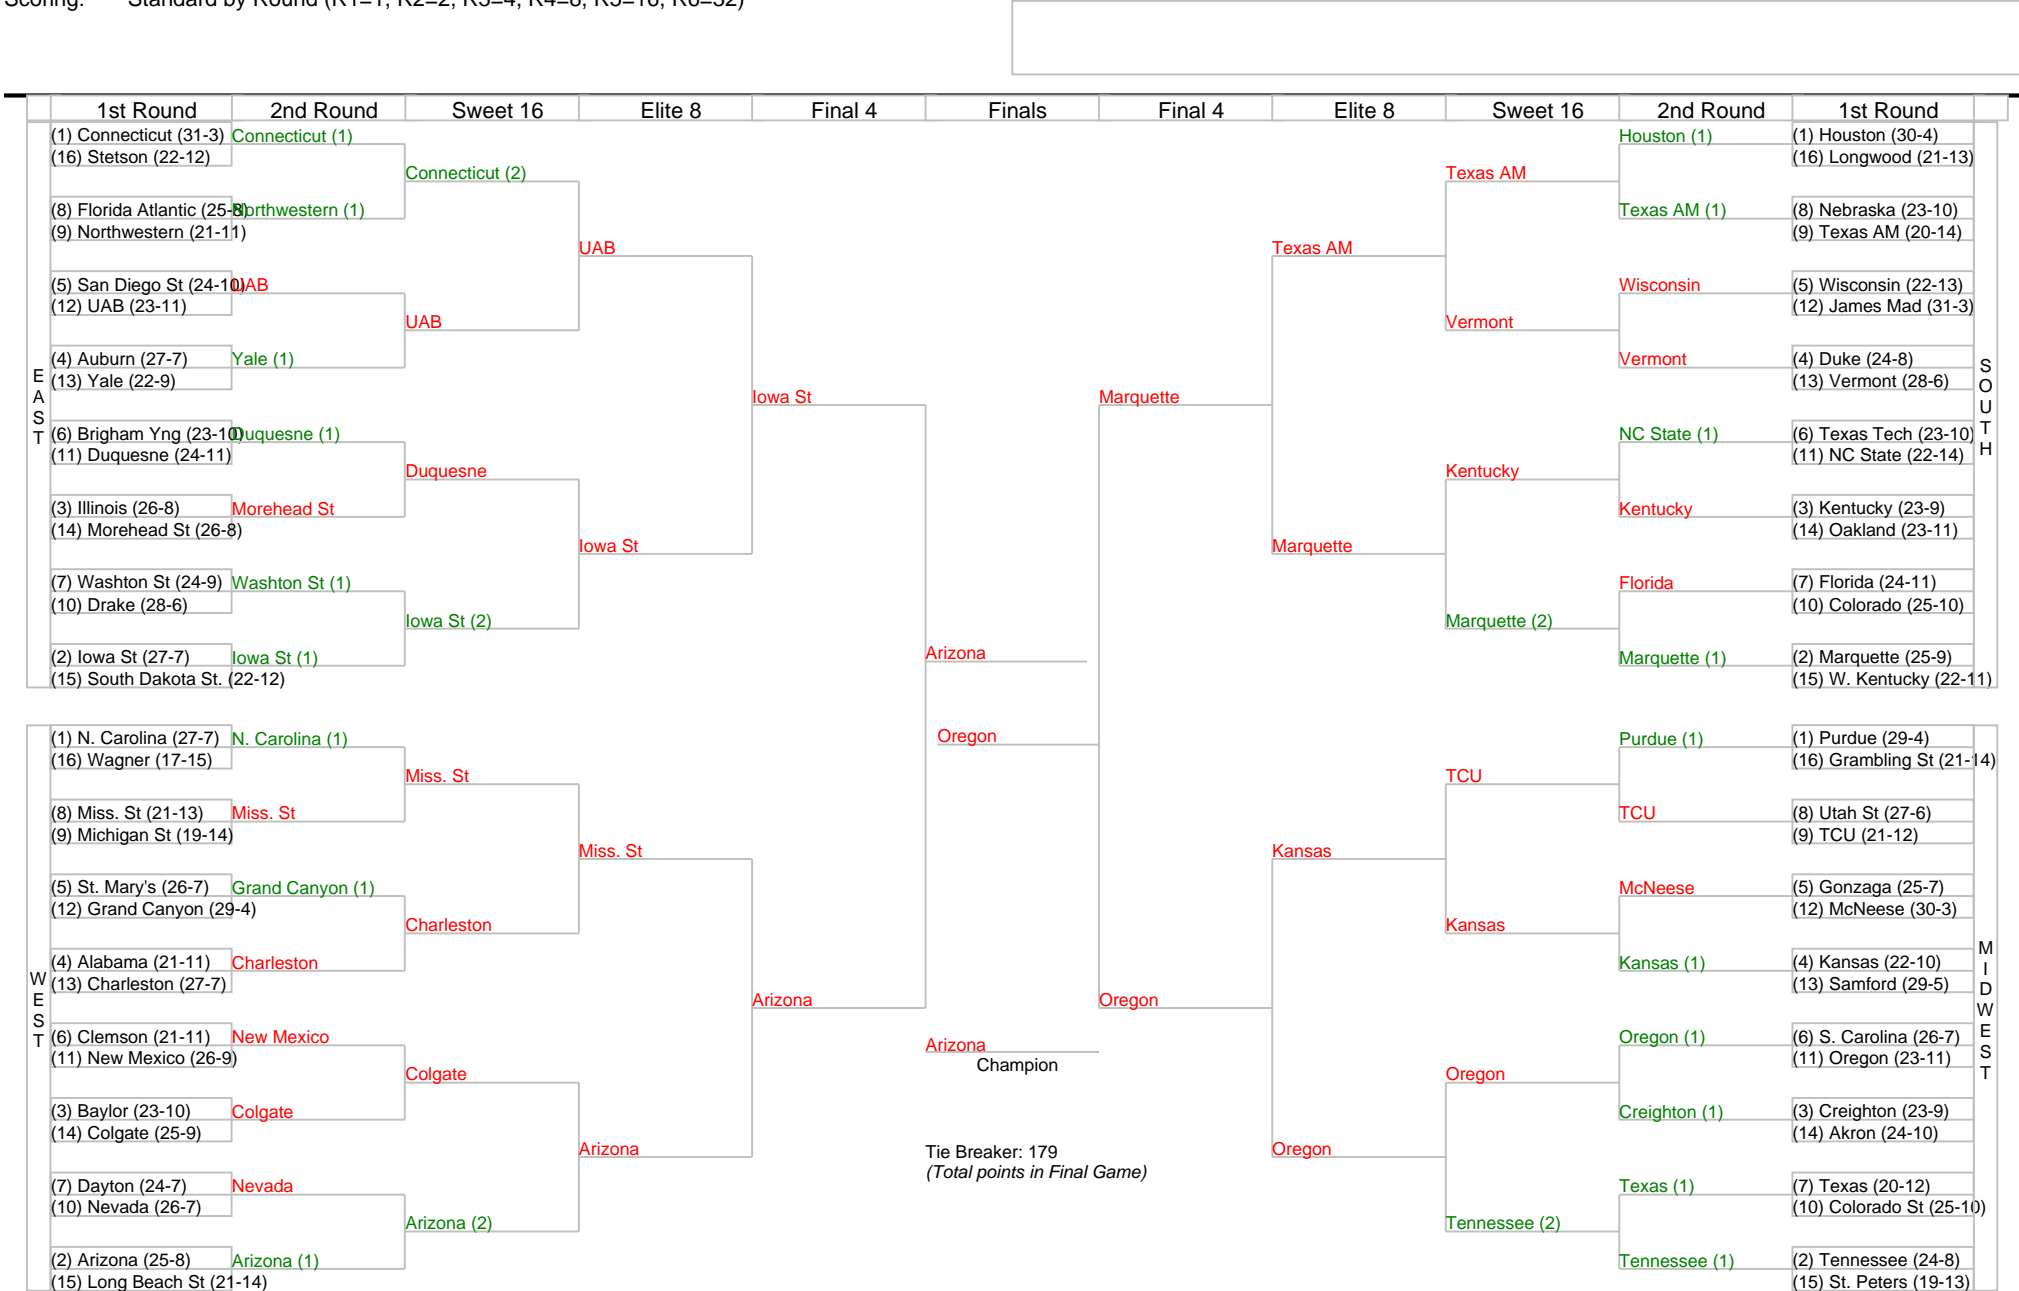 Scoring: Standard by Round (R1=1, R2=2, R3=4, R4=8, R5=16, R6=32)
1st Round 2nd Round Sweet 16 Elite 8 Final 4 Finals Final 4 Elite 8 Sweet 16 2nd Round 1st Round
(1) Connecticut (31-3) Connecticut (1) Houston (1) (1) Houston (30-4)
(16) Stetson (22-12) (16) Longwood (21-13)
Connecticut (2) Texas AM
(8) Florida Atlantic (25-8) Northwestern (1) Texas AM (1) (8) Nebraska (23-10)
(9) Northwestern (21-11) (9) Texas AM (20-14)
UAB Texas AM
(5) San Diego St (24-10) UAB Wisconsin (5) Wisconsin (22-13)
(12) UAB (23-11) (12) James Mad (31-3)
UAB Vermont
(4) Auburn (27-7) Yale (1) Vermont (4) Duke (24-8)
(13) Yale (22-9) (13) Vermont (28-6)
EAST SOUTH
Iowa St Marquette
(6) Brigham Yng (23-10) Duquesne (1) NC State (1) (6) Texas Tech (23-10)
(11) Duquesne (24-11) (11) NC State (22-14)
Duquesne Kentucky
(3) Illinois (26-8) Morehead St Kentucky (3) Kentucky (23-9)
(14) Morehead St (26-8) (14) Oakland (23-11)
Iowa St Marquette
(7) Washton St (24-9) Washton St (1) Florida (7) Florida (24-11)
(10) Drake (28-6) (10) Colorado (25-10)
Iowa St (2) Marquette (2)
(2) Iowa St (27-7) Iowa St (1) Arizona Marquette (1) (2) Marquette (25-9)
(15) South Dakota St. (22-12) (15) W. Kentucky (22-11)
(1) N. Carolina (27-7) N. Carolina (1) Oregon Purdue (1) (1) Purdue (29-4)
(16) Wagner (17-15) (16) Grambling St (21-14)
Miss. St TCU
(8) Miss. St (21-13) Miss. St TCU (8) Utah St (27-6)
(9) Michigan St (19-14) (9) TCU (21-12)
Miss. St Kansas
(5) St. Mary's (26-7) Grand Canyon (1) McNeese (5) Gonzaga (25-7)
(12) Grand Canyon (29-4) (12) McNeese (30-3)
Charleston Kansas
(4) Alabama (21-11) Charleston Kansas (1) (4) Kansas (22-10)
(13) Charleston (27-7) (13) Samford (29-5)
WEST MIDWEST
Arizona Oregon
(6) Clemson (21-11) New Mexico Arizona Oregon (1) (6) S. Carolina (26-7)
(11) New Mexico (26-9) Champion (11) Oregon (23-11)
Colgate Oregon
(3) Baylor (23-10) Colgate Creighton (1) (3) Creighton (23-9)
(14) Colgate (25-9) (14) Akron (24-10)
Arizona Tie Breaker: 179 Oregon
(Total points in Final Game)
(7) Dayton (24-7) Nevada Texas (1) (7) Texas (20-12)
(10) Nevada (26-7) (10) Colorado St (25-10)
Arizona (2) Tennessee (2)
(2) Arizona (25-8) Arizona (1) Tennessee (1) (2) Tennessee (24-8)
(15) Long Beach St (21-14) (15) St. Peters (19-13)